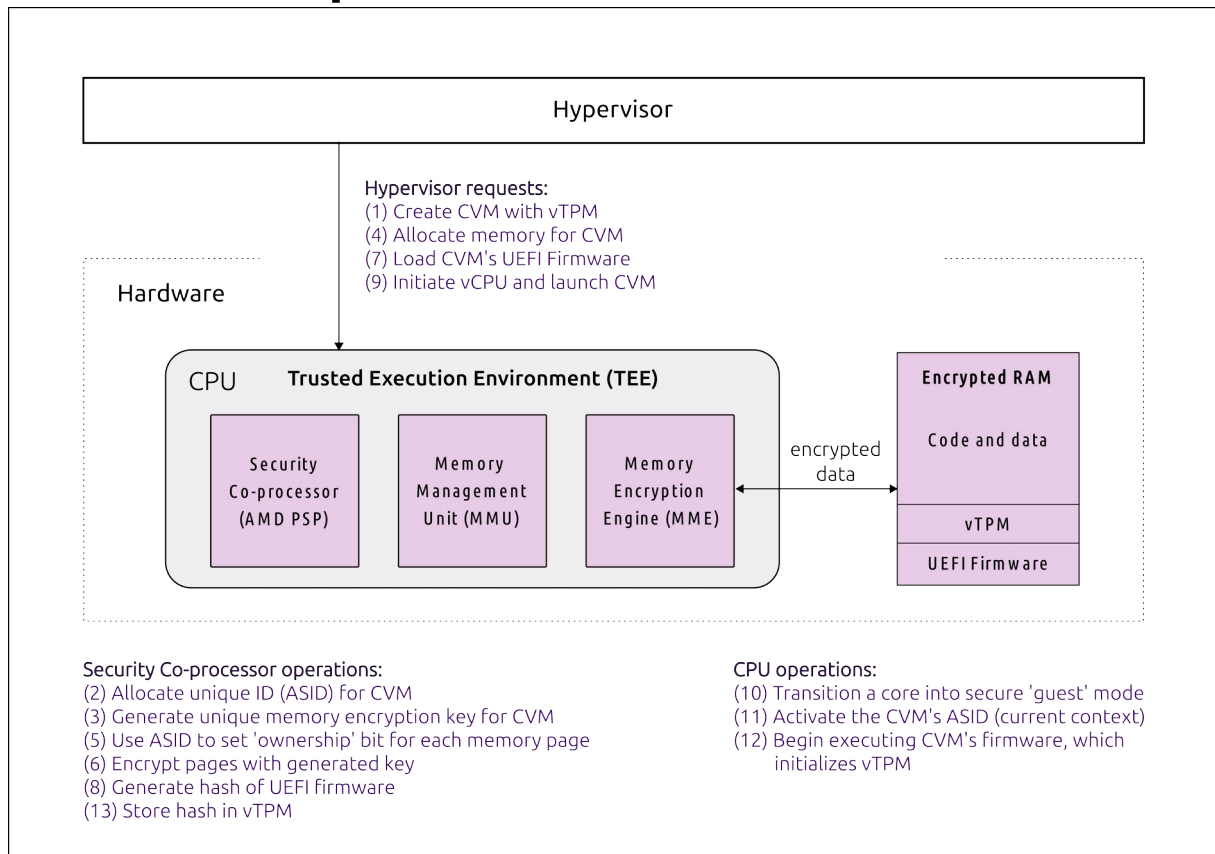 Hypervisor
Hypervisor requests:
(1) Create CVM with vTPM
(4) Allocate memory for CVM
(7) Load CVM's UEFI Firmware
(9) Initiate vCPU and launch CVM
Hardware
CPU
Trusted Execution Environment (TEE)
Security
Co-processor
(AMD PSP)
Memory
Management
Unit (MMU)
Memory
Encryption
Engine (MME)
encrypted
data
Encrypted RAM
Code and data
vTPM
UEFI Firmware
Security Co-processor operations:
(2) Allocate unique ID (ASID) for CVM
(3) Generate unique memory encryption key for CVM
(5) Use ASID to set 'ownership' bit for each memory page
(6) Encrypt pages with generated key
(8) Generate hash of UEFI firmware
(13) Store hash in vTPM
CPU operations:
(10) Transition a core into secure 'guest' mode
(11) Activate the CVM's ASID (current context)
(12) Begin executing CVM's firmware, which
initializes vTPM